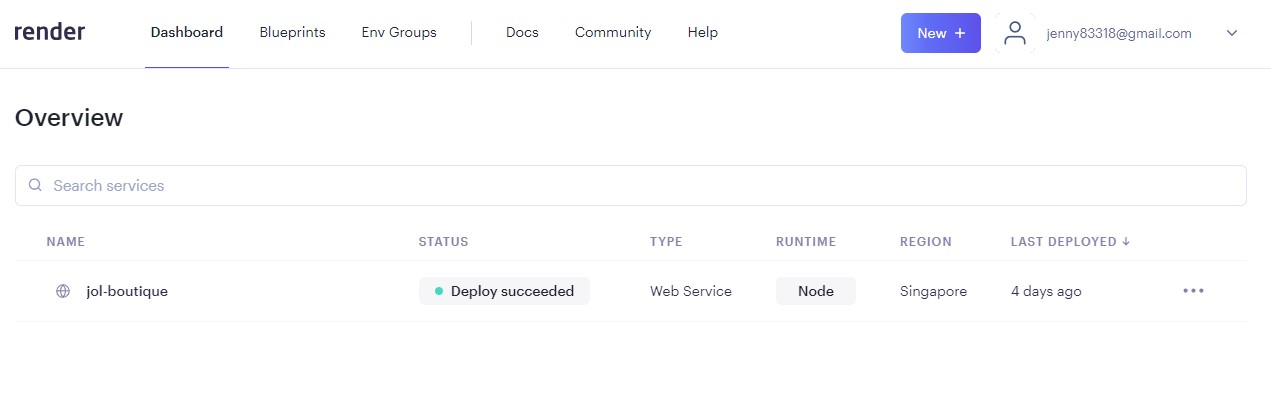 render Dashboard Blueprints Env Groups Docs Community Help New + jenny83318@gmail.com
Overview
Search services
NAME STATUS TYPE RUNTIME REGION LAST DEPLOYED ↓
jol-boutique Deploy succeeded Web Service Node Singapore 4 days ago